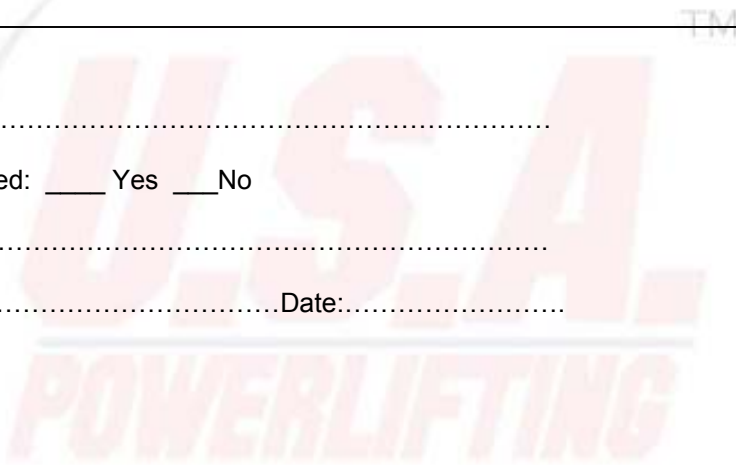 TM
……………………………………………………………
ed: ____ Yes ___No
……………………………………………………………
………………………………Date:…………………….
U.S.A.
POWERLIFTING